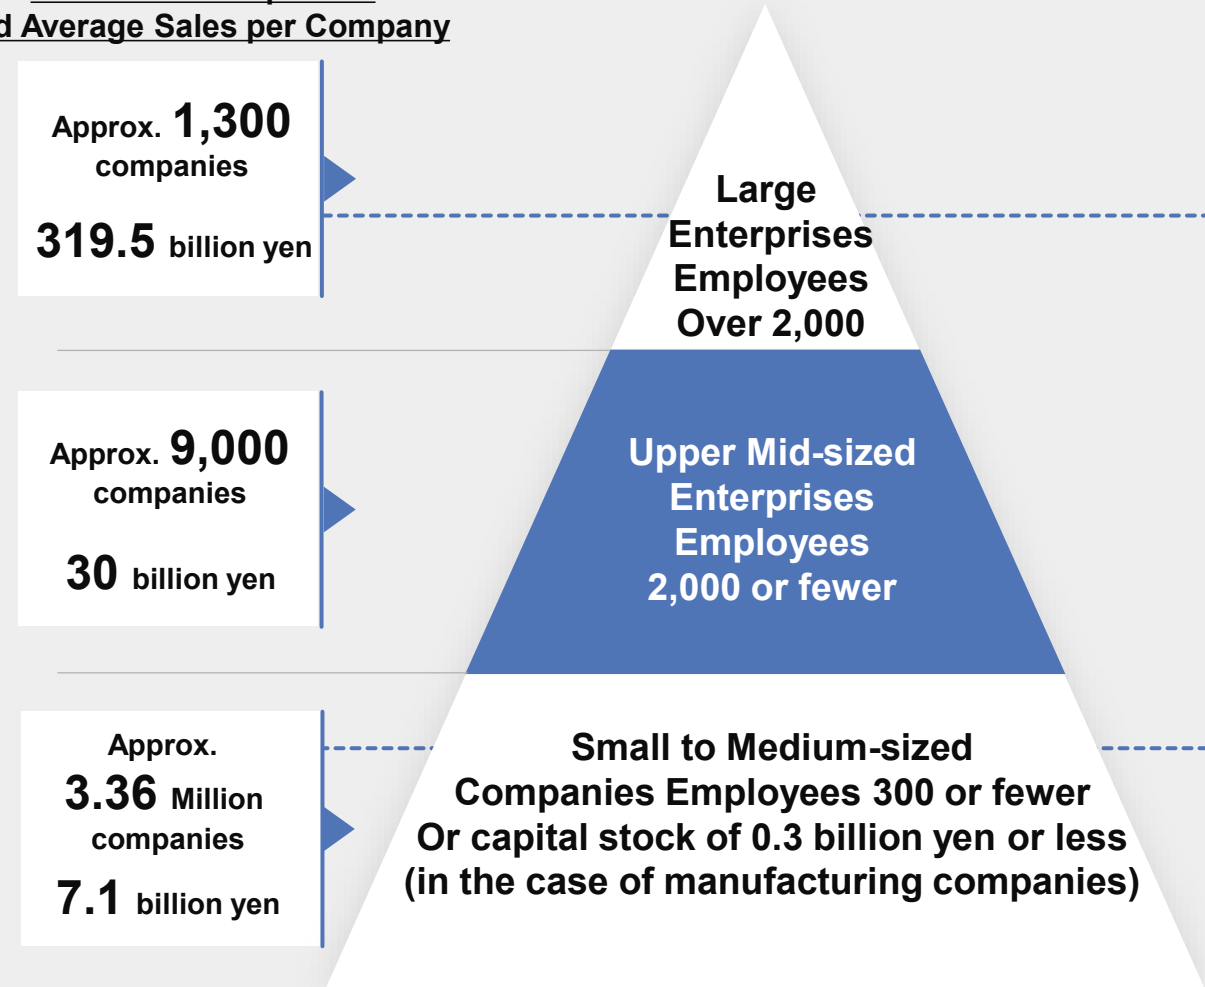 d Average Sales per Company
Approx. 1,300
companies
319.5 billion yen
Large
Enterprises
Employees
Over 2,000
Approx. 9,000
companies
30 billion yen
Upper Mid-sized
Enterprises
Employees
2,000 or fewer
Approx.
3.36 Million
companies
7.1 billion yen
Small to Medium-sized
Companies Employees 300 or fewer
Or capital stock of 0.3 billion yen or less
(in the case of manufacturing companies)